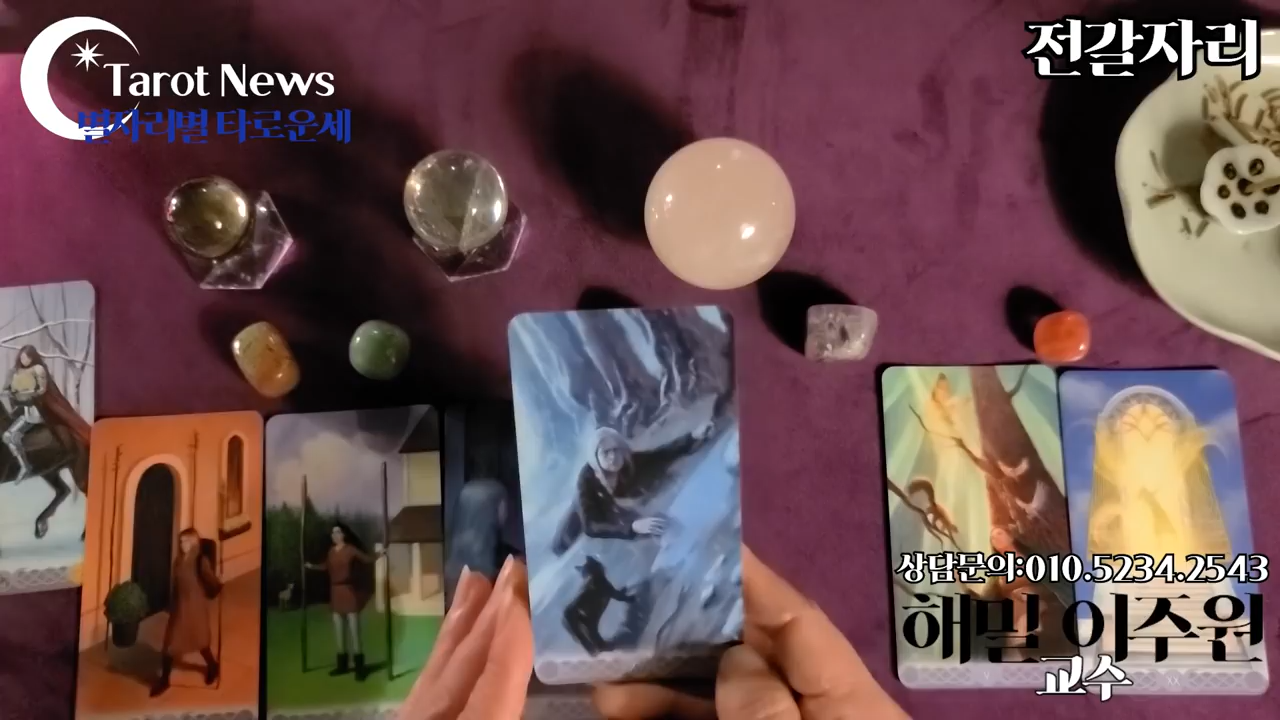 Tarot News
별자리별 타로운세
전갈자리
상담문의:010.5234.2543
해밀 이주원
교수
XX